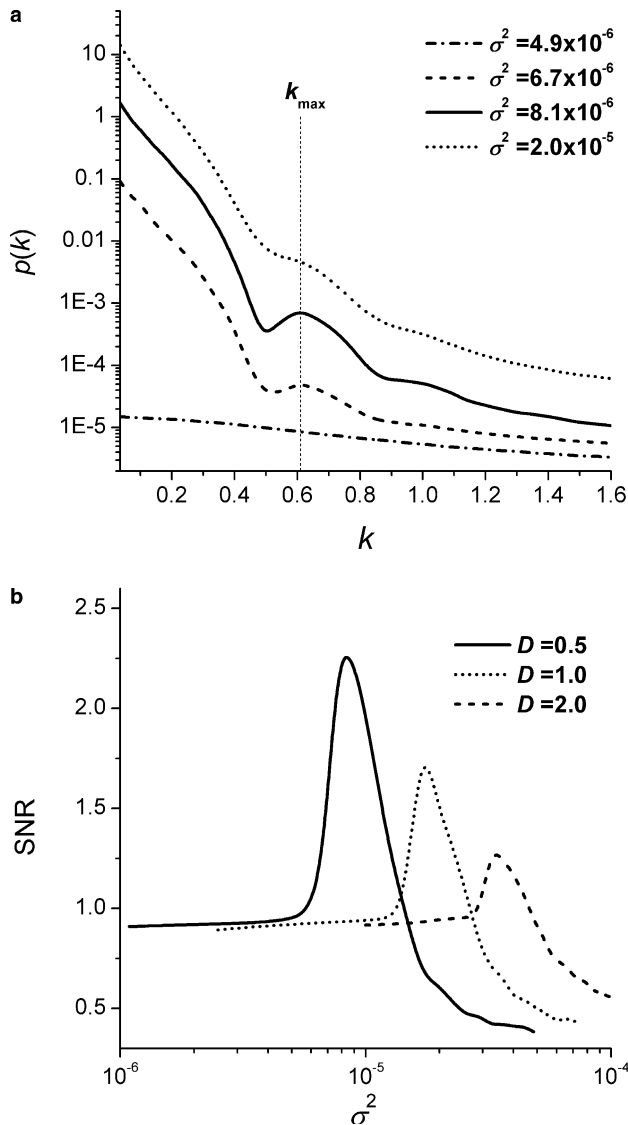 a
10
1
0.1
0.01
1E-3
1E-4
1E-5
p(k)
k_max
σ² =4.9x10⁻⁶
σ² =6.7x10⁻⁶
σ² =8.1x10⁻⁶
σ² =2.0x10⁻⁵
0.2 0.4 0.6 0.8 1.0 1.2 1.4 1.6
k
b
2.5
2.0
1.5
1.0
0.5
SNR
D =0.5
D =1.0
D =2.0
10⁻⁶ 10⁻⁵ 10⁻⁴
σ²